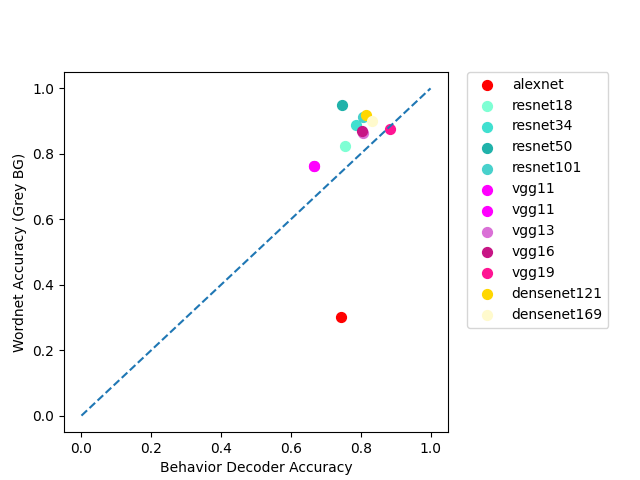 1.0
0.8
0.6
0.4
0.2
0.0
Wordnet Accuracy (Grey BG)
0.0 0.2 0.4 0.6 0.8 1.0
Behavior Decoder Accuracy
alexnet
resnet18
resnet34
resnet50
resnet101
vgg11
vgg11
vgg13
vgg16
vgg19
densenet121
densenet169